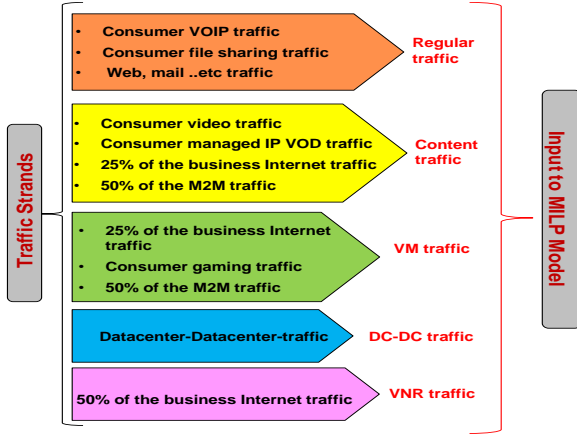 Traffic Strands
• Consumer VOIP traffic
• Consumer file sharing traffic
• Web, mail ..etc traffic
Regular
traffic
• Consumer video traffic
• Consumer managed IP VOD
• 25% of the business Internet traffic
• 50% of the M2M traffic
Content
traffic
• 25% of the business Internet
traffic
• Consumer gaming traffic
• 50% of the M2M traffic
VM traffic
Datacenter-Datacenter-traffic
DC-DC traffic
50% of the business Internet traffic
VNR traffic
Input to MILP Model